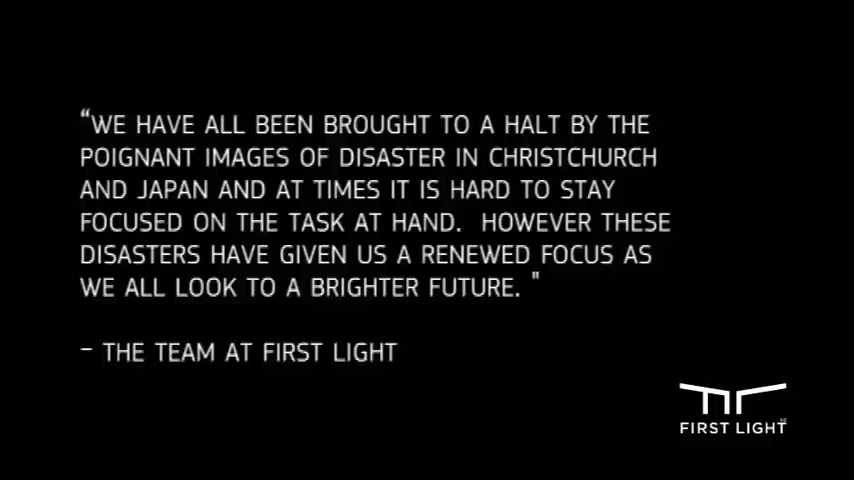 “WE HAVE ALL BEEN BROUGHT TO A HALT BY THE
POIGNANT IMAGES OF DISASTER IN CHRISTCHURCH
AND JAPAN AND AT TIMES IT IS HARD TO STAY
FOCUSED ON THE TASK AT HAND.  HOWEVER THESE
DISASTERS HAVE GIVEN US A RENEWED FOCUS AS
WE ALL LOOK TO A BRIGHTER FUTURE. "
– THE TEAM AT FIRST LIGHT
FIRST LIGHT